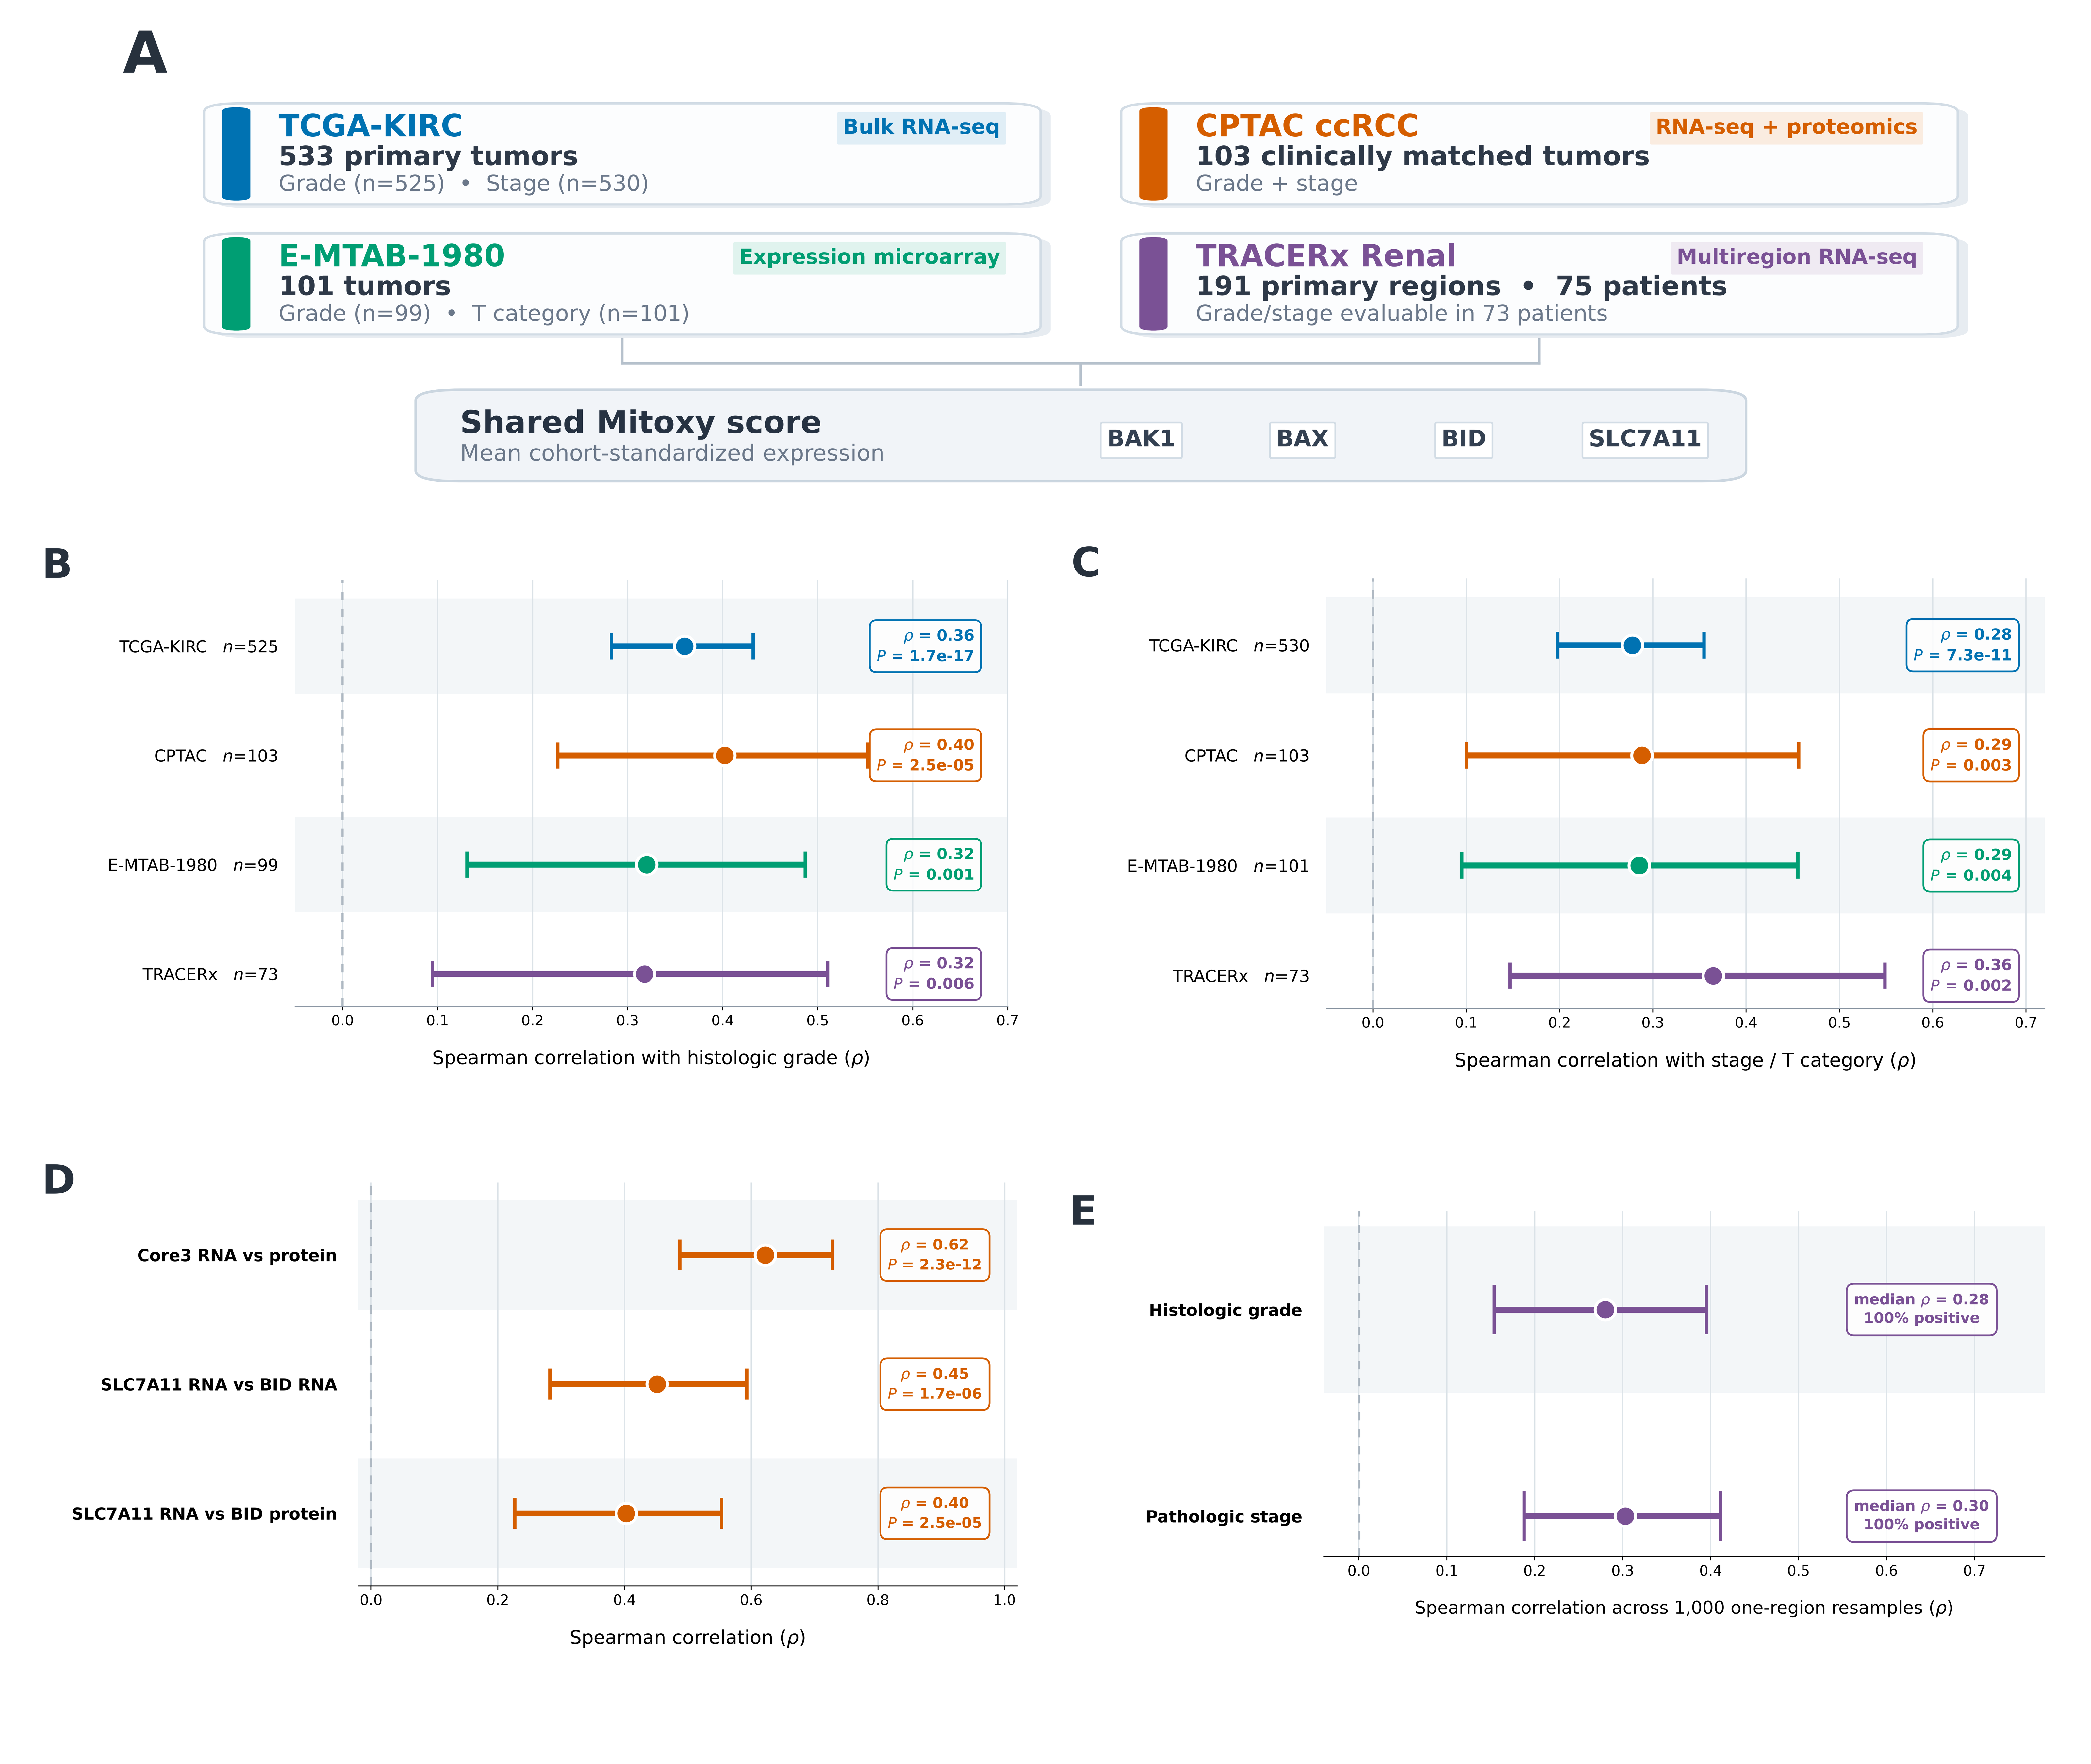 A
TCGA-KIRC
Bulk RNA-seq
533 primary tumors
Grade (n=525) • Stage (n=530)
CPTAC ccRCC
RNA-seq + proteomics
103 clinically matched tumors
Grade + stage
E-MTAB-1980
Expression microarray
101 tumors
Grade (n=99) • T category (n=101)
TRACERx Renal
Multiregion RNA-seq
191 primary regions • 75 patients
Grade/stage evaluable in 73 patients
Shared Mitoxy score
Mean cohort-standardized expression
BAK1
BAX
BID
SLC7A11
B
TCGA-KIRC n=525
ρ = 0.36
P = 1.7e-17
CPTAC n=103
ρ = 0.40
P = 2.5e-05
E-MTAB-1980 n=99
ρ = 0.32
P = 0.001
TRACERx n=73
ρ = 0.32
P = 0.006
0.0 0.1 0.2 0.3 0.4 0.5 0.6 0.7
Spearman correlation with histologic grade (ρ)
C
TCGA-KIRC n=530
ρ = 0.28
P = 7.3e-11
CPTAC n=103
ρ = 0.29
P = 0.003
E-MTAB-1980 n=101
ρ = 0.29
P = 0.004
TRACERx n=73
ρ = 0.36
P = 0.002
0.0 0.1 0.2 0.3 0.4 0.5 0.6 0.7
Spearman correlation with stage / T category (ρ)
D
Core3 RNA vs protein
ρ = 0.62
P = 2.3e-12
SLC7A11 RNA vs BID RNA
ρ = 0.45
P = 1.7e-06
SLC7A11 RNA vs BID protein
ρ = 0.40
P = 2.5e-05
0.0 0.2 0.4 0.6 0.8 1.0
Spearman correlation (ρ)
E
Histologic grade
median ρ = 0.28
100% positive
Pathologic stage
median ρ = 0.30
100% positive
0.0 0.1 0.2 0.3 0.4 0.5 0.6 0.7
Spearman correlation across 1,000 one-region resamples (ρ)